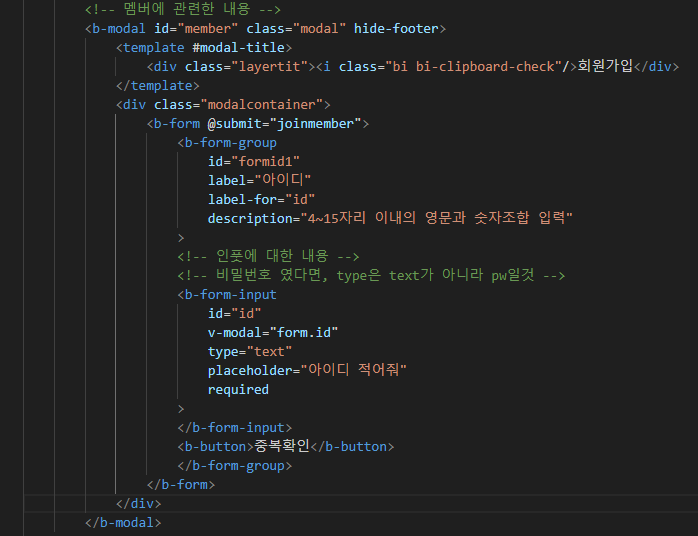 <!-- 멤버에 관련한 내용 -->
<b-modal id="member" class="modal" hide-footer>
<template #modal-title>
<div class="layertit"><i class="bi bi-clipboard-check"/>회원가입</div>
</template>
<div class="modalcontainer">
<b-form @submit="joinmember">
<b-form-group
id="formid1"
label="아이디"
label-for="id"
description="4~15자리 이내의 영문과 숫자조합 입력"
>
<!-- 인풋에 대한 내용 -->
<!-- 비밀번호 였다면, type은 text가 아니라 pw일것 -->
<b-form-input
id="id"
v-modal="form.id"
type="text"
placeholder="아이디 적어줘"
required
>
</b-form-input>
<b-button>중복확인</b-button>
</b-form-group>
</b-form>
</div>
</b-modal>